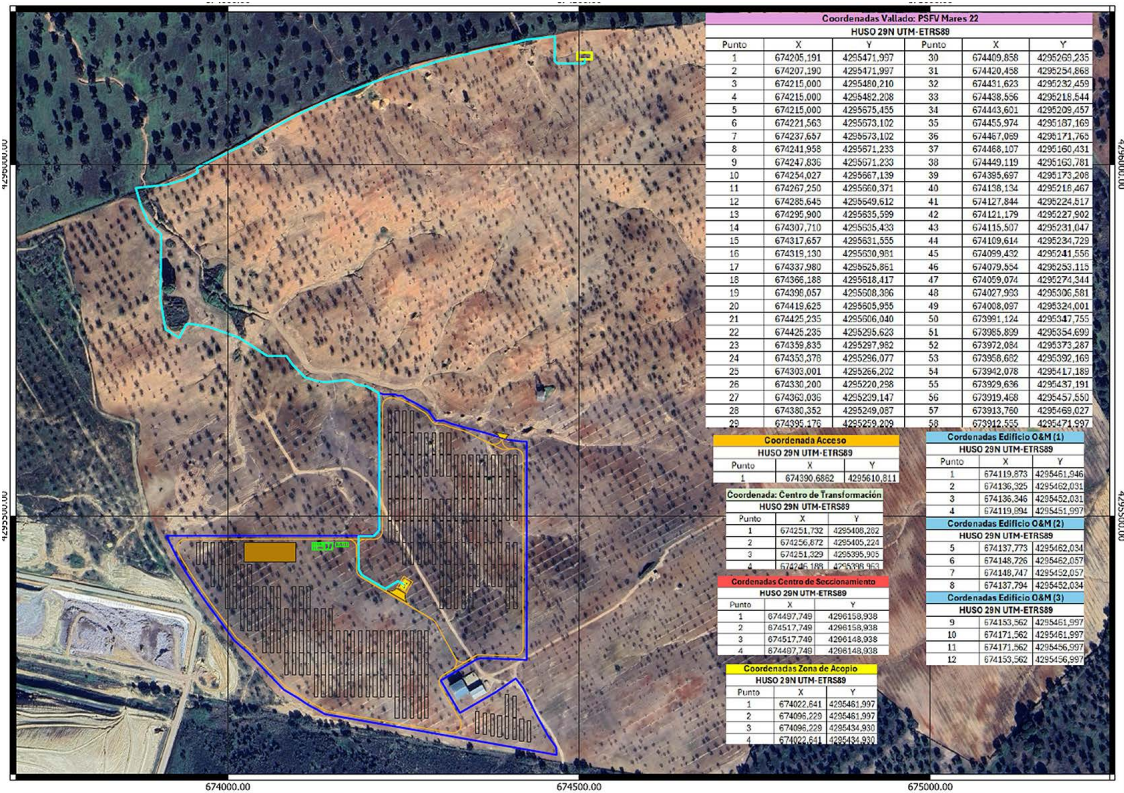 Coordenadas Vallado: PSFV Mares 22
HUSO 29N UTM-ETRS89
Punto X Y Punto X Y
1 674205,191 4295471,997 30 674409,858 4295269,235
2 674207,190 4295471,997 31 674420,458 4295254,868
3 674215,000 4295480,210 32 674431,623 4295232,459
4 674215,000 4295482,208 33 674438,556 4295218,544
5 674215,000 4295675,455 34 674443,601 4295209,457
6 674221,563 4295673,102 35 674455,974 4295187,169
7 674237,657 4295673,102 36 674467,089 4295171,765
8 674241,958 4295671,233 37 674468,107 4295160,431
9 674247,836 4295671,233 38 674449,119 4295163,781
10 674254,027 4295667,139 39 674395,697 4295173,208
11 674267,250 4295660,371 40 674138,134 4295218,467
12 674285,645 4295649,612 41 674127,844 4295224,517
13 674295,900 4295635,599 42 674121,179 4295227,902
14 674307,710 4295635,433 43 674115,507 4295231,047
15 674317,657 4295631,555 44 674109,614 4295234,729
16 674319,130 4295630,981 45 674099,432 4295241,556
17 674337,980 4295625,861 46 674079,554 4295253,115
18 674366,188 4295618,417 47 674059,074 4295274,344
19 674398,057 4295608,386 48 674027,993 4295306,581
20 674419,625 4295605,955 49 674008,097 4295324,001
21 674425,235 4295606,040 50 673991,124 4295347,755
22 674425,235 4295295,623 51 673985,899 4295354,699
23 674359,835 4295297,982 52 673972,084 4295373,287
24 674353,378 4295296,077 53 673958,682 4295392,169
25 674303,001 4295266,202 54 673942,078 4295417,189
26 674330,200 4295220,298 55 673929,636 4295437,191
27 674363,036 4295239,147 56 673919,468 4295457,550
28 674380,352 4295249,087 57 673913,760 4295469,027
29 674395,176 4295259,209 58 673912,555 4295471,997
Coordenada Acceso
HUSO 29N UTM-ETRS89
Punto X Y
1 674390,6862 4295610,811
Coordenada: Centro de Transformación
HUSO 29N UTM-ETRS89
Punto X Y
1 674251,732 4295408,282
2 674256,872 4295405,224
3 674251,329 4295395,905
4 674246,188 4295398,963
Cordenadas Centro de Seccionamiento
HUSO 29N UTM-ETRS89
Punto X Y
1 674497,749 4296158,938
2 674517,749 4296158,938
3 674517,749 4296148,938
4 674497,749 4296148,938
Coordenadas Zona de Acopio
HUSO 29N UTM-ETRS89
Punto X Y
1 674022,641 4295461,997
2 674096,229 4295461,997
3 674096,229 4295434,930
4 674022,641 4295434,930
Cordenadas Edificio O&M (1)
HUSO 29N UTM-ETRS89
Punto X Y
1 674119,873 4295461,946
2 674136,325 4295462,031
3 674136,346 4295452,031
4 674119,894 4295451,997
Cordenadas Edificio O&M (2)
HUSO 29N UTM-ETRS89
5 674137,773 4295462,034
6 674148,726 4295462,057
7 674148,747 4295452,057
8 674137,794 4295452,034
Cordenadas Edificio O&M (3)
HUSO 29N UTM-ETRS89
9 674153,562 4295461,997
10 674171,562 4295461,997
11 674171,562 4295456,997
12 674153,562 4295456,997
4296000.00
4296000.00
4295500.00
4295500.00
674000.00 674500.00 675000.00